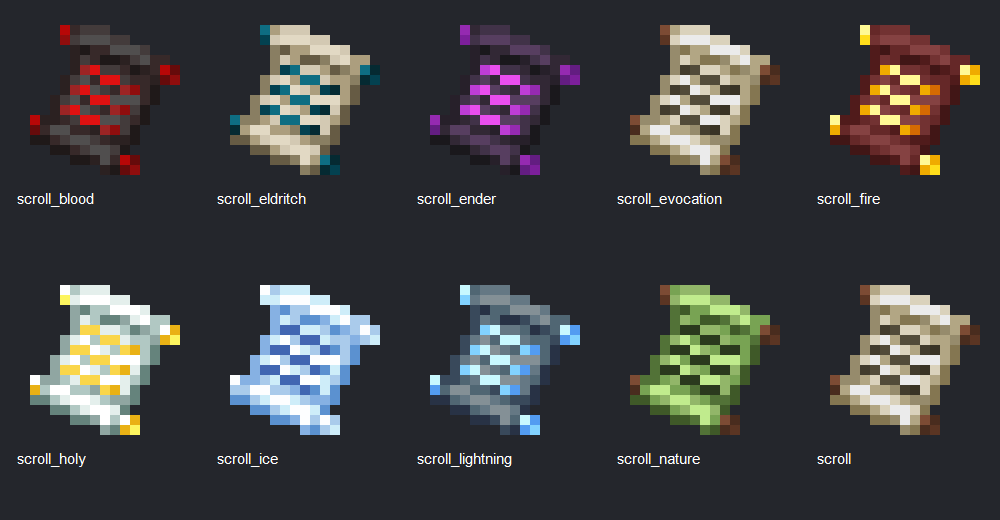 scroll_blood
scroll_eldritch
scroll_ender
scroll_evocation
scroll_fire
scroll_holy
scroll_ice
scroll_lightning
scroll_nature
scroll